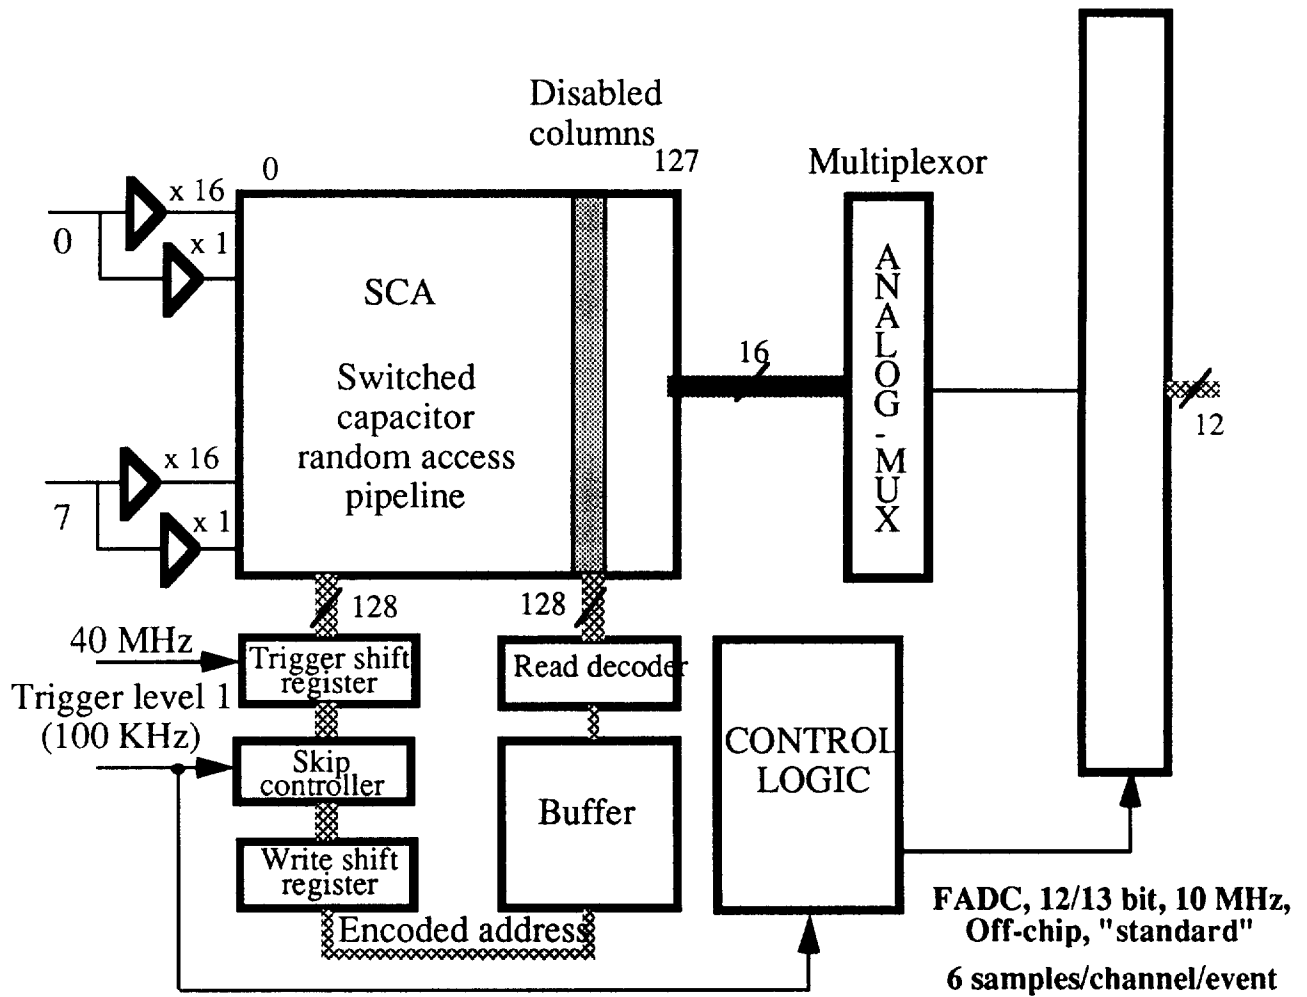 Disabled
columns
0
127
Multiplexor
x 16
0
x 1
SCA
Switched
capacitor
random access
pipeline
16
ANALOG-MUX
12
x 16
7
x 1
128
128
40 MHz
Trigger shift
register
Read decoder
Trigger level 1
(100 KHz)
Skip
controller
Buffer
CONTROL
LOGIC
Write shift
register
Encoded address
FADC, 12/13 bit, 10 MHz,
Off-chip, "standard"
6 samples/channel/event